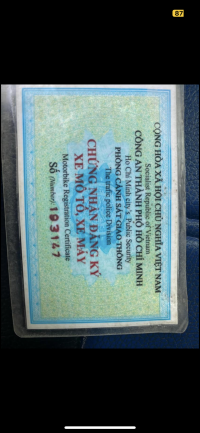 67
CỘNG HÒA XÃ HỘI CHỦ NGHĨA VIỆT NAM
Socialist Republic of Vietnam
CÔNG AN THÀNH PHỐ HỒ CHÍ MINH
Ho Chi Minh city's Public Security
PHÒNG CẢNH SÁT GIAO THÔNG
The trafic police Division
CHỨNG NHẬN ĐĂNG KÝ
XE MÔ TÔ, XE MÁY
Motorbike Registration Certificate
Số (Number): 193147